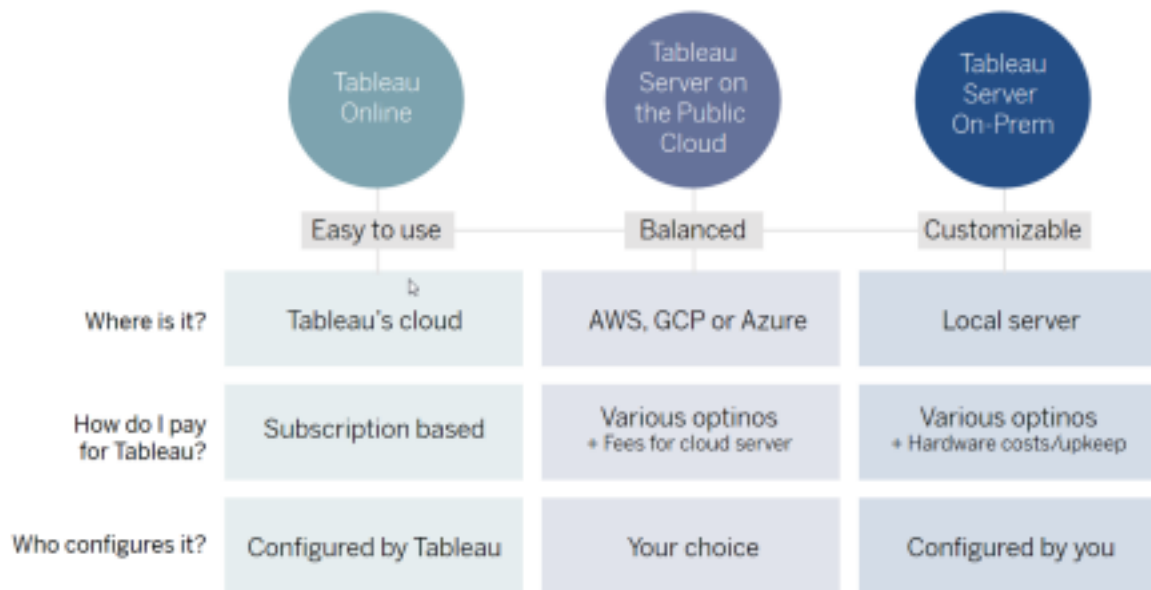 Tableau
Online
Tableau
Server on
the Public
Cloud
Tableau
Server
On-Prem
Easy to use
Balanced
Customizable
Where is it?
Tableau's cloud
AWS, GCP or Azure
Local server
How do I pay
for Tableau?
Subscription based
Various optinos
+ Fees for cloud server
Various optinos
+ Hardware costs/upkeep
Who configures it?
Configured by Tableau
Your choice
Configured by you